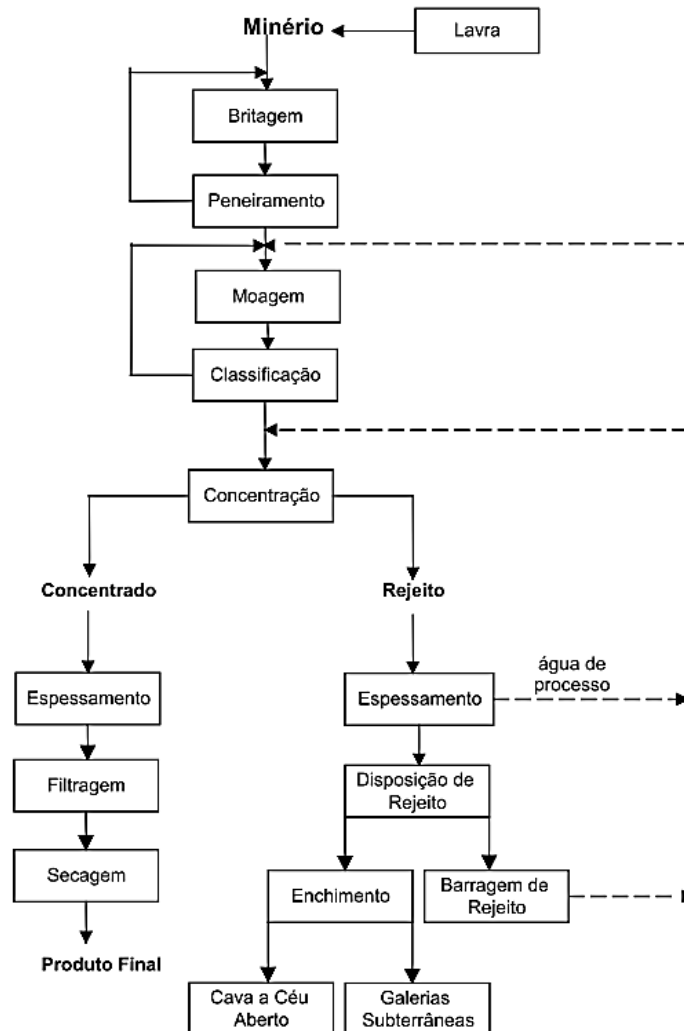 Minério
Lavra
Britagem
Peneiramento
Moagem
Classificação
Concentração
Concentrado
Rejeito
Espessamento
Espessamento
água de
processo
Filtragem
Disposição de
Rejeito
Secagem
Enchimento
Barragem de
Rejeito
Produto Final
Cava a Céu
Aberto
Galerias
Subterrâneas